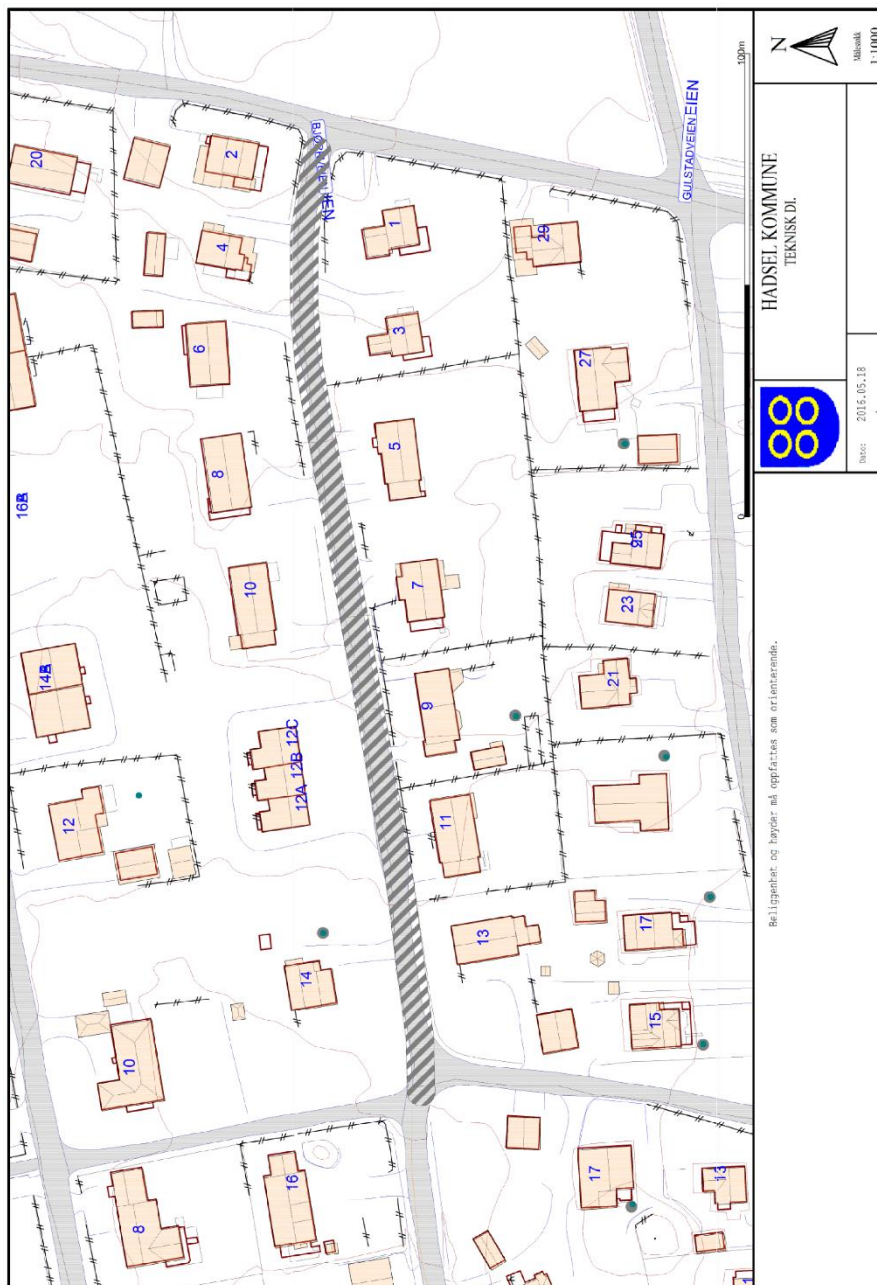 20
2
4
6
8
10
16B
14B
12
12A 12B 12C
14
10
8
16
1
3
5
7
9
11
13
29
27
25
23
21
17
15
17
13
1
GULSTADVEIEN EIEN
100m
0
N
Målestokk
1:1000
HADSEL KOMMUNE
TEKNISK DI.
Dato: 2016.05.18
Beliggenhet og høyder må oppfattes som orienterende.